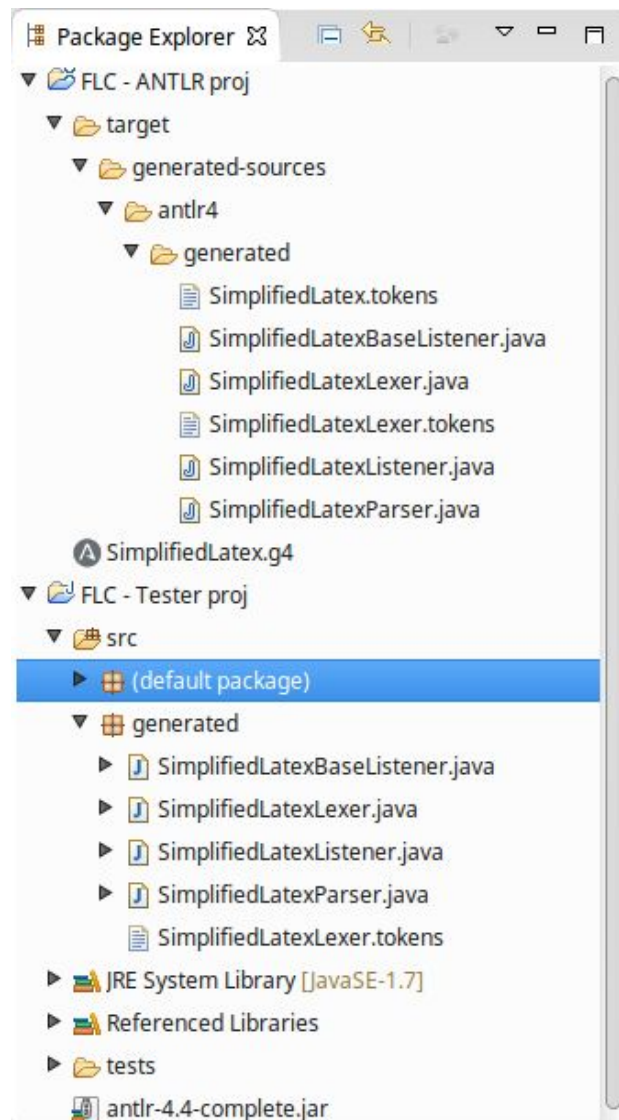 Package Explorer
FLC - ANTLR proj
target
generated-sources
antlr4
generated
SimplifiedLatex.tokens
SimplifiedLatexBaseListener.java
SimplifiedLatexLexer.java
SimplifiedLatexLexer.tokens
SimplifiedLatexListener.java
SimplifiedLatexParser.java
SimplifiedLatex.g4
FLC - Tester proj
src
(default package)
generated
SimplifiedLatexBaseListener.java
SimplifiedLatexLexer.java
SimplifiedLatexListener.java
SimplifiedLatexParser.java
SimplifiedLatexLexer.tokens
JRE System Library [JavaSE-1.7]
Referenced Libraries
tests
antlr-4.4-complete.jar